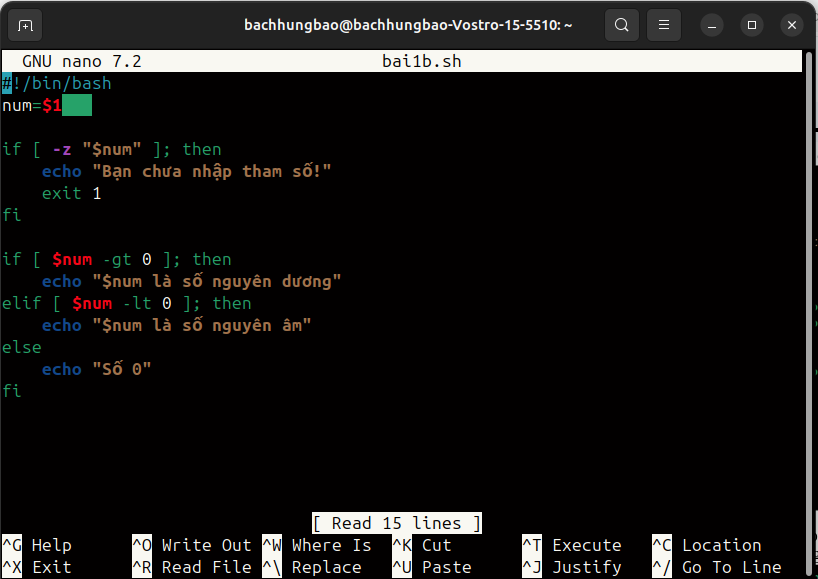 bachhungbao@bachhungbao-Vostro-15-5510: ~
GNU nano 7.2 bai1b.sh
#!/bin/bash
num=$1
if [ -z "$num" ]; then
echo "Bạn chưa nhập tham số!"
exit 1
fi
if [ $num -gt 0 ]; then
echo "$num là số nguyên dương"
elif [ $num -lt 0 ]; then
echo "$num là số nguyên âm"
else
echo "Số 0"
fi
[ Read 15 lines ]
^G Help ^O Write Out ^W Where Is ^K Cut ^T Execute ^C Location
^X Exit ^R Read File ^\ Replace ^U Paste ^J Justify ^/ Go To Line